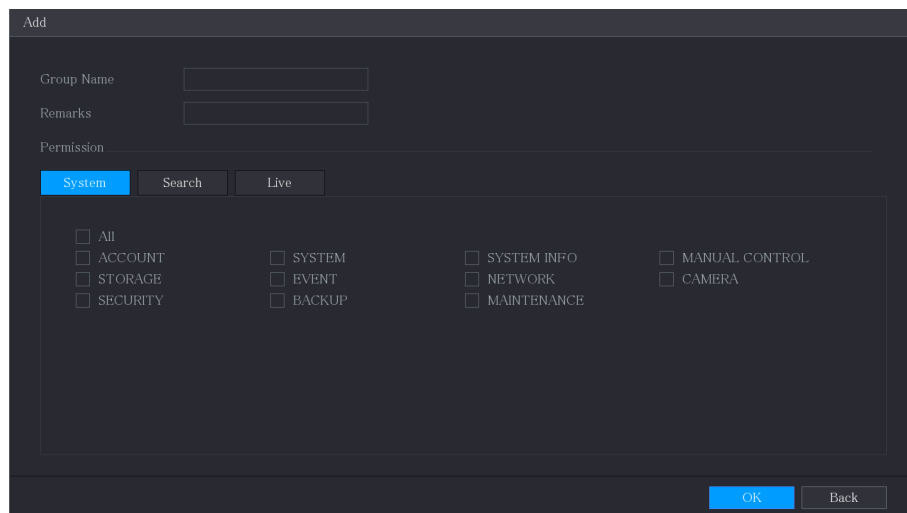 Add
Group Name
Remarks
Permission
System Search Live
All
ACCOUNT SYSTEM SYSTEM INFO MANUAL CONTROL
STORAGE EVENT NETWORK CAMERA
SECURITY BACKUP MAINTENANCE
OK Back